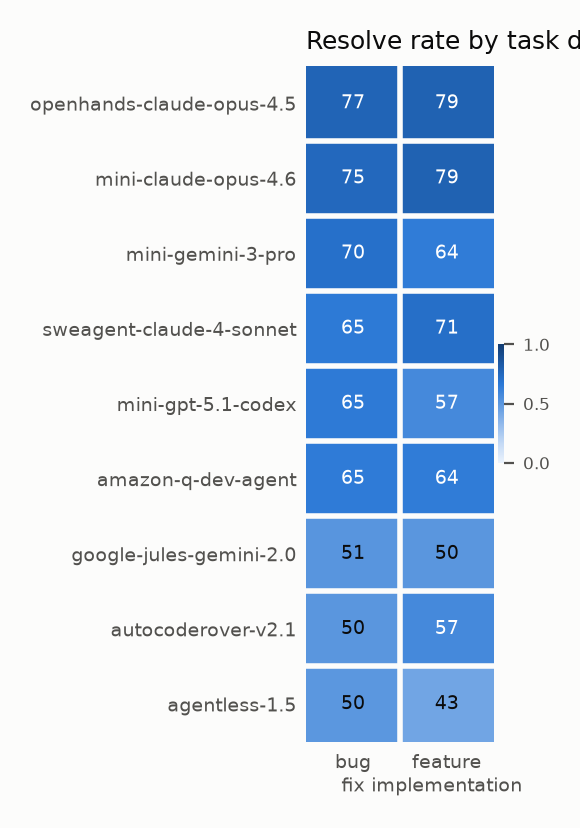 Resolve rate by task d
openhands-claude-opus-4.5 77 79
mini-claude-opus-4.6 75 79
mini-gemini-3-pro 70 64
sweagent-claude-4-sonnet 65 71
1.0
mini-gpt-5.1-codex 65 57
0.5
amazon-q-dev-agent 65 64
0.0
google-jules-gemini-2.0 51 50
autocoderover-v2.1 50 57
agentless-1.5 50 43
bug feature
fix implementation